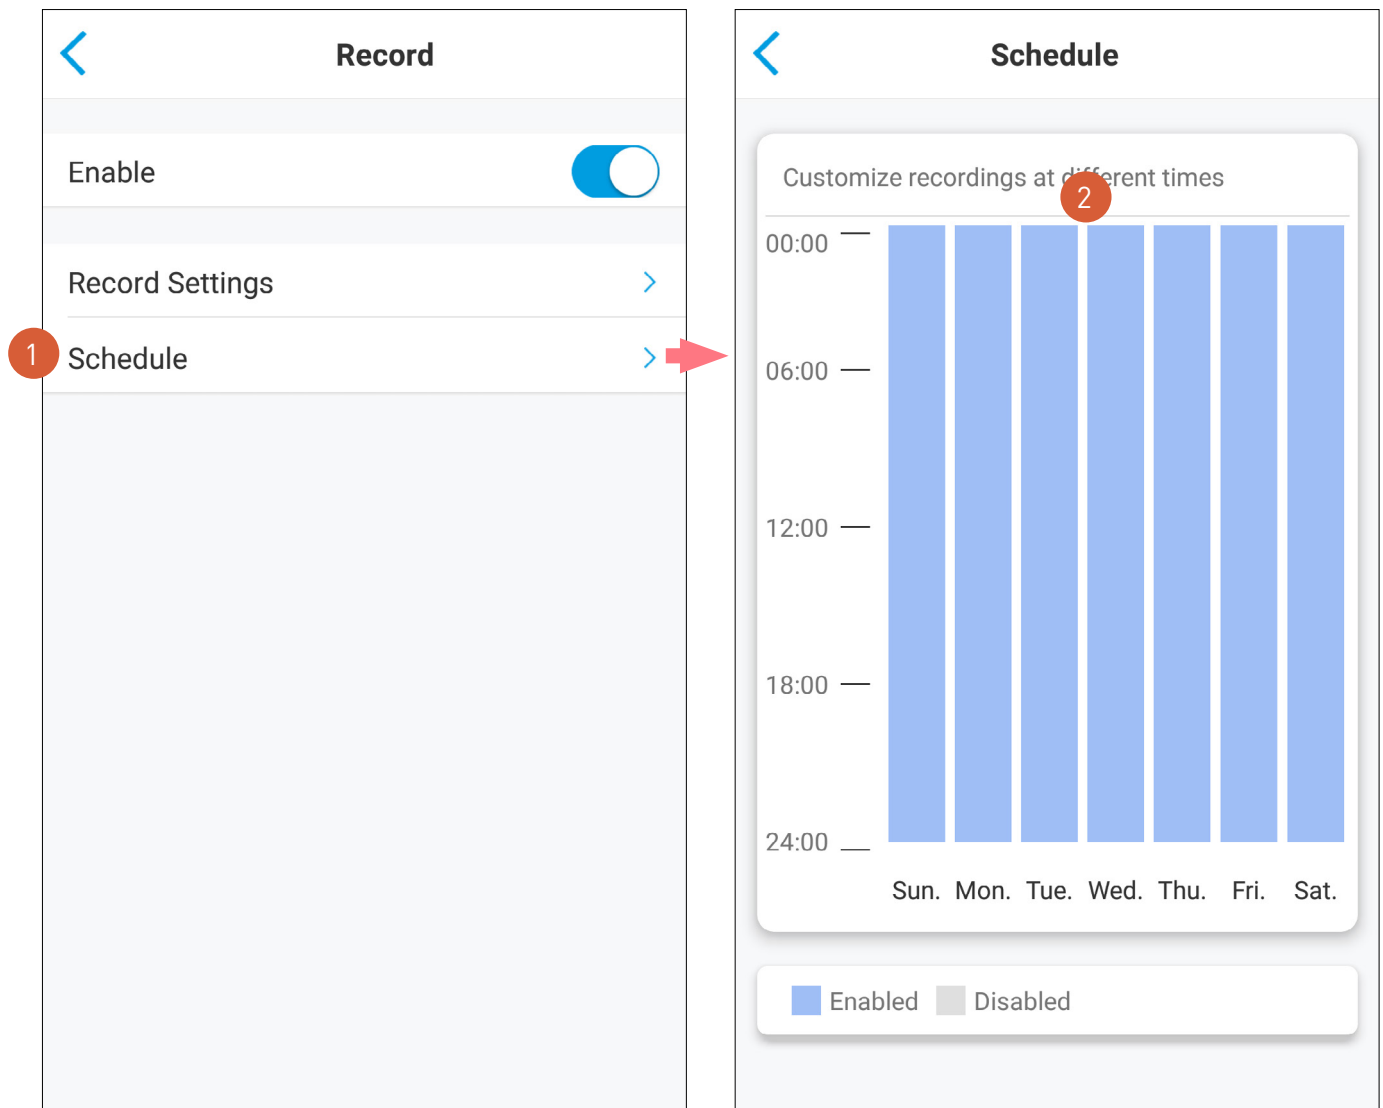 Record
Enable
Record Settings
1
Schedule
Schedule
Customize recordings at different times
2
00:00
06:00
12:00
18:00
24:00
Sun. Mon. Tue. Wed. Thu. Fri. Sat.
Enabled Disabled